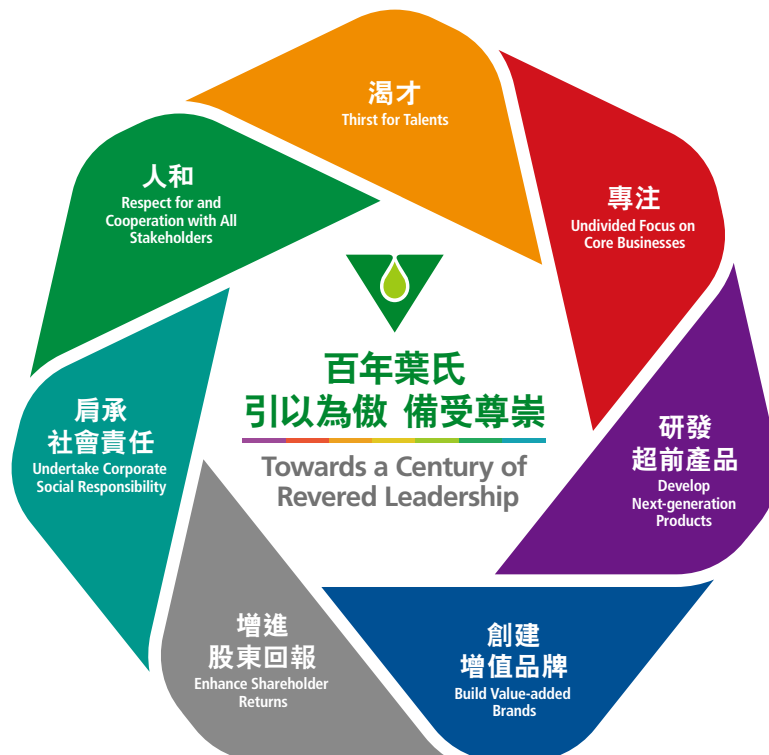 渴才
Thirst for Talents
專注
Undivided Focus on
Core Businesses
研發
超前產品
Develop
Next-generation
Products
創建
增值品牌
Build Value-added
Brands
增進
股東回報
Enhance Shareholder
Returns
肩承
社會責任
Undertake Corporate
Social Responsibility
人和
Respect for and
Cooperation with All
Stakeholders
百年葉氏
引以為傲 備受尊崇
Towards a Century of
Revered Leadership